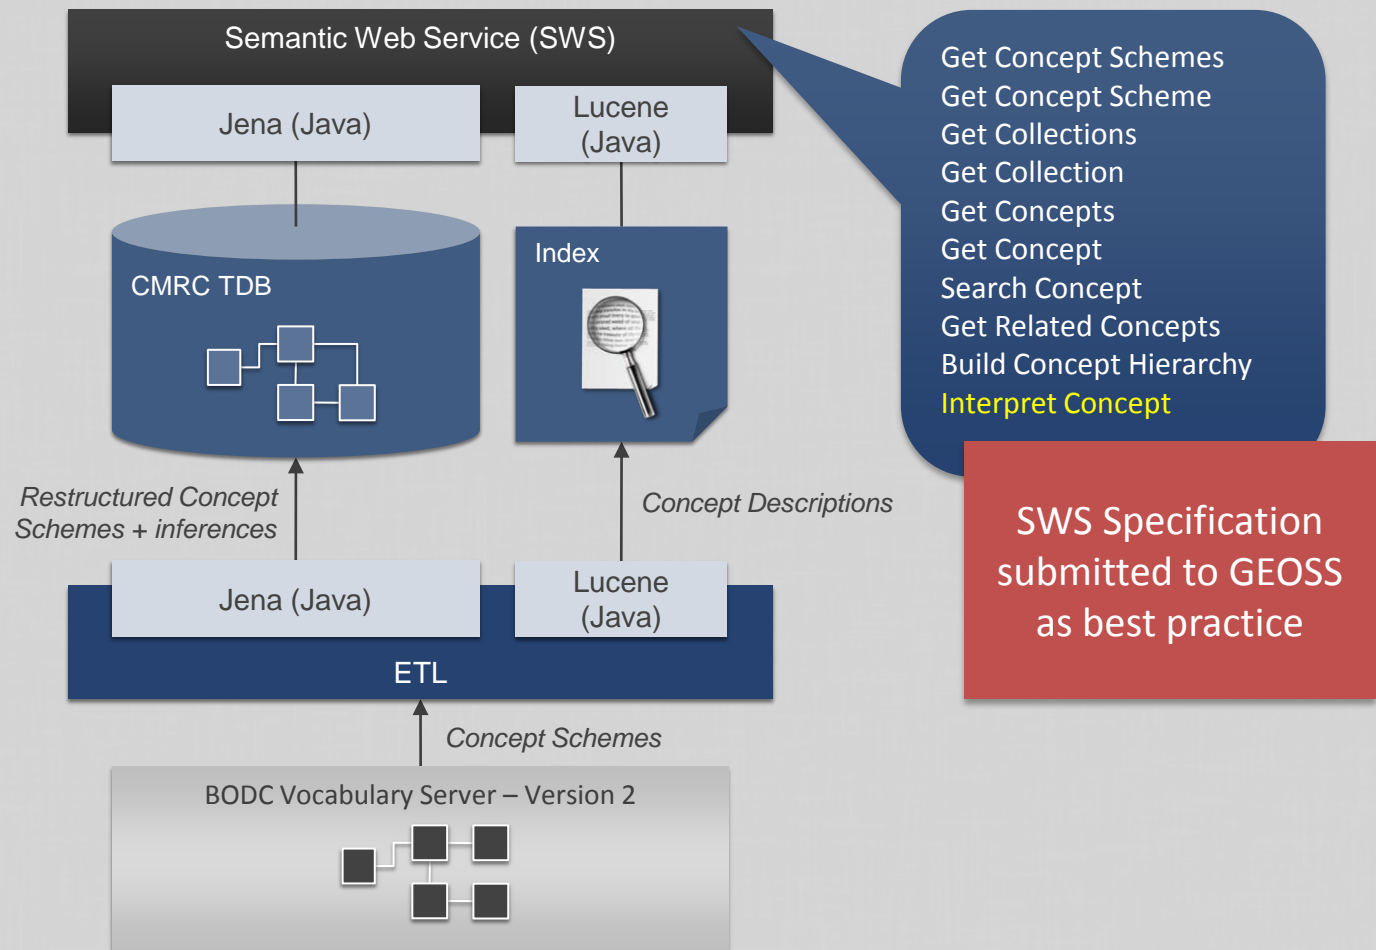 Semantic Web Service (SWS)
Jena (Java)
Lucene
(Java)
CMRC TDB
Index
Restructured Concept
Schemes + inferences
Concept Descriptions
Jena (Java)
Lucene
(Java)
ETL
Concept Schemes
BODC Vocabulary Server – Version 2
Get Concept Schemes
Get Concept Scheme
Get Collections
Get Collection
Get Concepts
Get Concept
Search Concept
Get Related Concepts
Build Concept Hierarchy
Interpret Concept
SWS Specification
submitted to GEOSS
as best practice